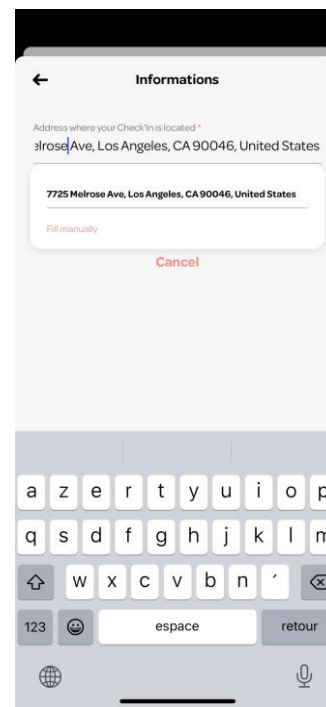 Informations
Address where your Check'In is located *
elrose Ave, Los Angeles, CA 90046, United States
7725 Melrose Ave, Los Angeles, CA 90046, United States
Fill manually
Cancel
a z e r t y u i o p
q s d f g h j k l m
w x c v b n ´
123 espace retour